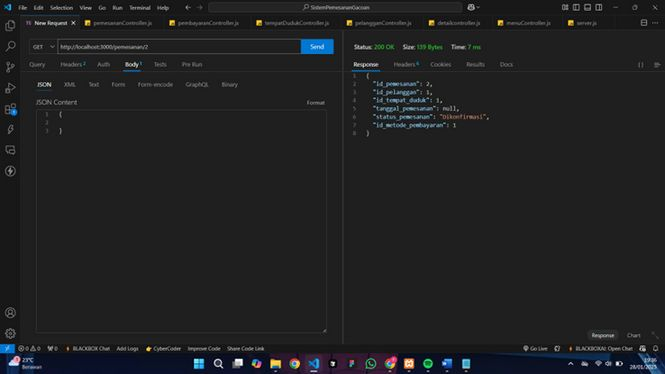 File Edit Selection View Go Run Terminal Help
SistemPemesananGacoan
New Request
pemesananController.js
pembayaranController.js
tempatDudukController.js
pelangganController.js
detailcontroller.js
menuController.js
server.js
GET
http://localhost:3000/pemesanan/2
Send
Query Headers 2 Auth Body 1 Tests Pre Run
JSON XML Text Form Form-encode GraphQL Binary
JSON Content
Format
1 {
2
3 }
Status: 200 OK Size: 139 Bytes Time: 7 ms
Response Headers 6 Cookies Results Docs
1 {
2 "id_pemesanan": 2,
3 "id_pelanggan": 1,
4 "id_tempat_duduk": 1,
5 "tanggal_pemesanan": null,
6 "status_pemesanan": "Dikonfirmasi",
7 "id_metode_pembayaran": 1
8 }
Response Chart
0 0 0 BLACKBOX Chat Add Logs CyberCoder Improve Code Share Code Link
Go Live
BLACKBOXAI: Open Chat
23°C
Berawan
19:36
28/01/2025